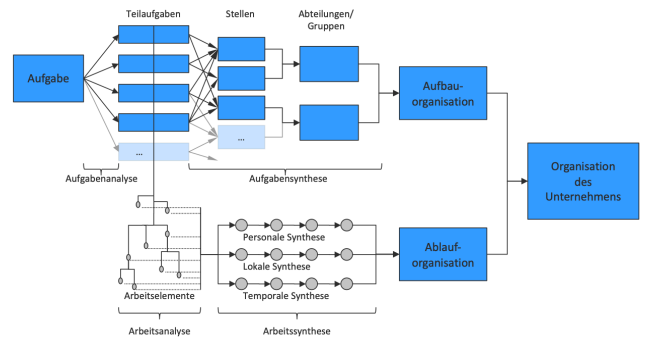 Teilaufgaben
Stellen
Abteilungen/
Gruppen
Aufgabe
...
...
Aufbau-
organisation
Aufgabenanalyse
Aufgabensynthese
Organisation
des
Unternehmens
Personale Synthese
Lokale Synthese
Temporale Synthese
Ablauf-
organisation
Arbeitselemente
Arbeitsanalyse
Arbeitssynthese